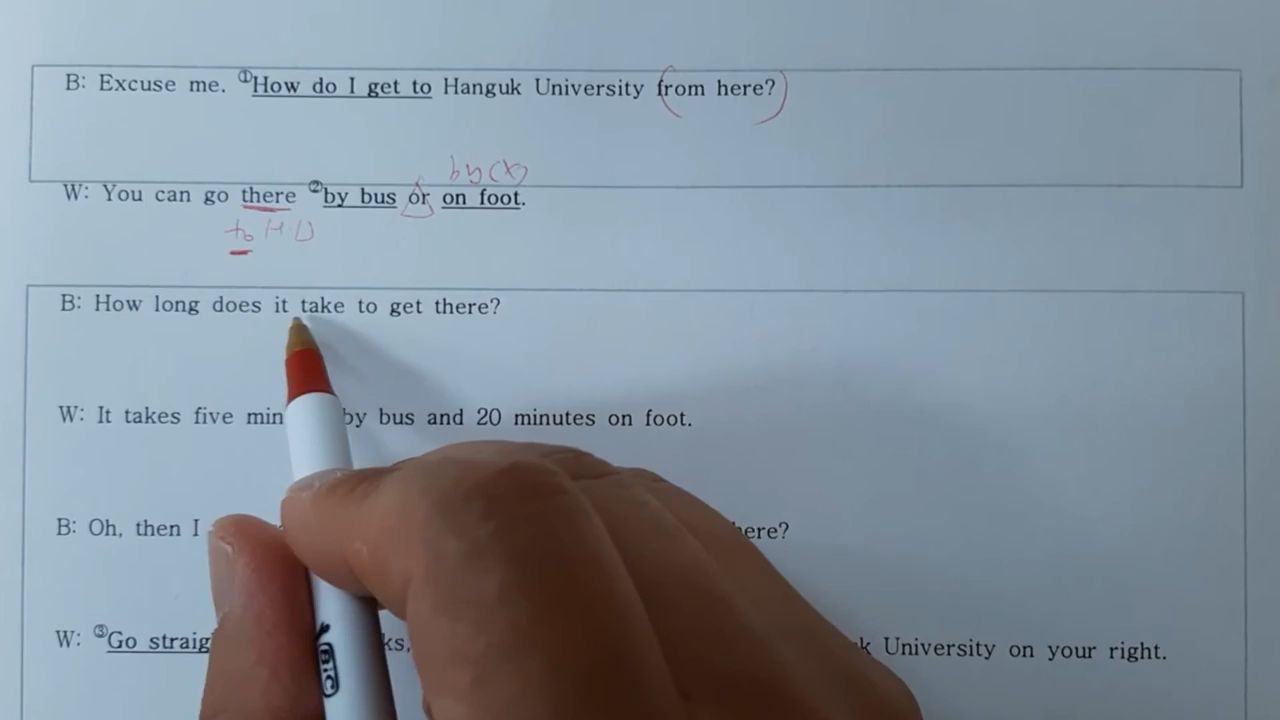 B: Excuse me. ①How do I get to Hanguk University (from here?)
by(x)
W: You can go there ②by bus or on foot.
to H.U
B: How long does it take to get there?
W: It takes five min by bus and 20 minutes on foot.
B: Oh, then I here?
W: ③Go straig ks, k University on your right.
BIC